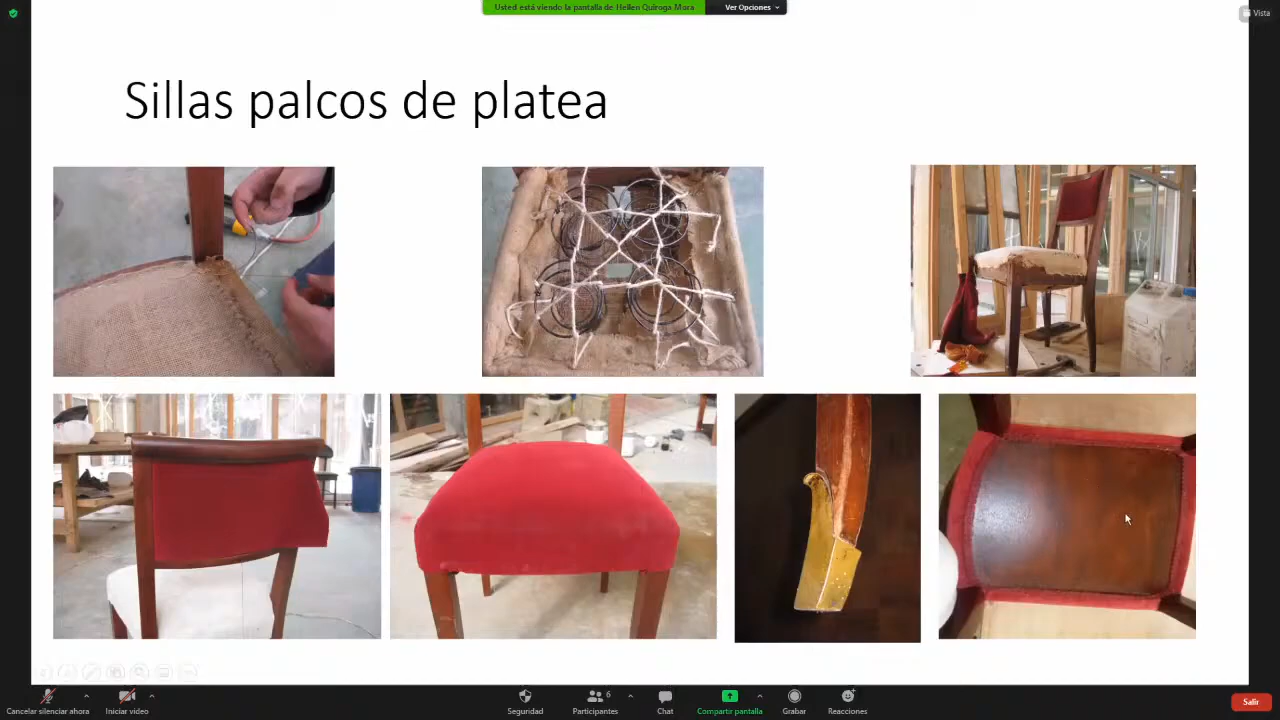 Usted está viendo la pantalla de Hellen Quiroga Mora
Ver Opciones
Vista
Sillas palcos de platea
Cancelar silenciar ahora
Iniciar video
Seguridad
6
Participantes
Chat
Compartir pantalla
Grabar
Reacciones
Salir